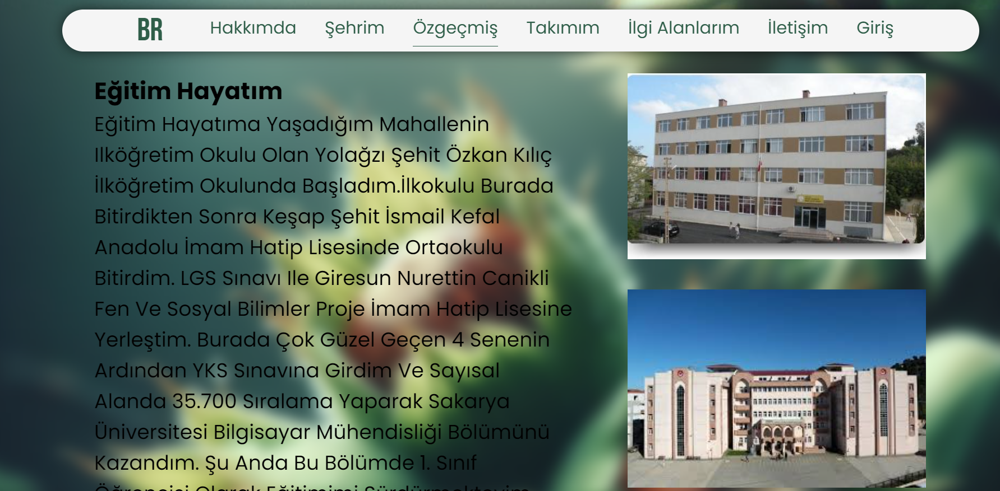 BR
Hakkımda Şehrim Özgeçmiş Takımım İlgi Alanlarım İletişim Giriş
Eğitim Hayatım
Eğitim Hayatıma Yaşadığım Mahallenin
Ilköğretim Okulu Olan Yolağzı Şehit Özkan Kılıç
İlköğretim Okulunda Başladım.İlkokulu Burada
Bitirdikten Sonra Keşap Şehit İsmail Kefal
Anadolu İmam Hatip Lisesinde Ortaokulu
Bitirdim. LGS Sınavı Ile Giresun Nurettin Canikli
Fen Ve Sosyal Bilimler Proje İmam Hatip Lisesine
Yerleştim. Burada Çok Güzel Geçen 4 Senenin
Ardından YKS Sınavına Girdim Ve Sayısal
Alanda 35.700 Sıralama Yaparak Sakarya
Üniversitesi Bilgisayar Mühendisliği Bölümünü
Kazandım. Şu Anda Bu Bölümde 1. Sınıf
Öğrencisi Olarak Eğitimimi Sürdürmekteyim